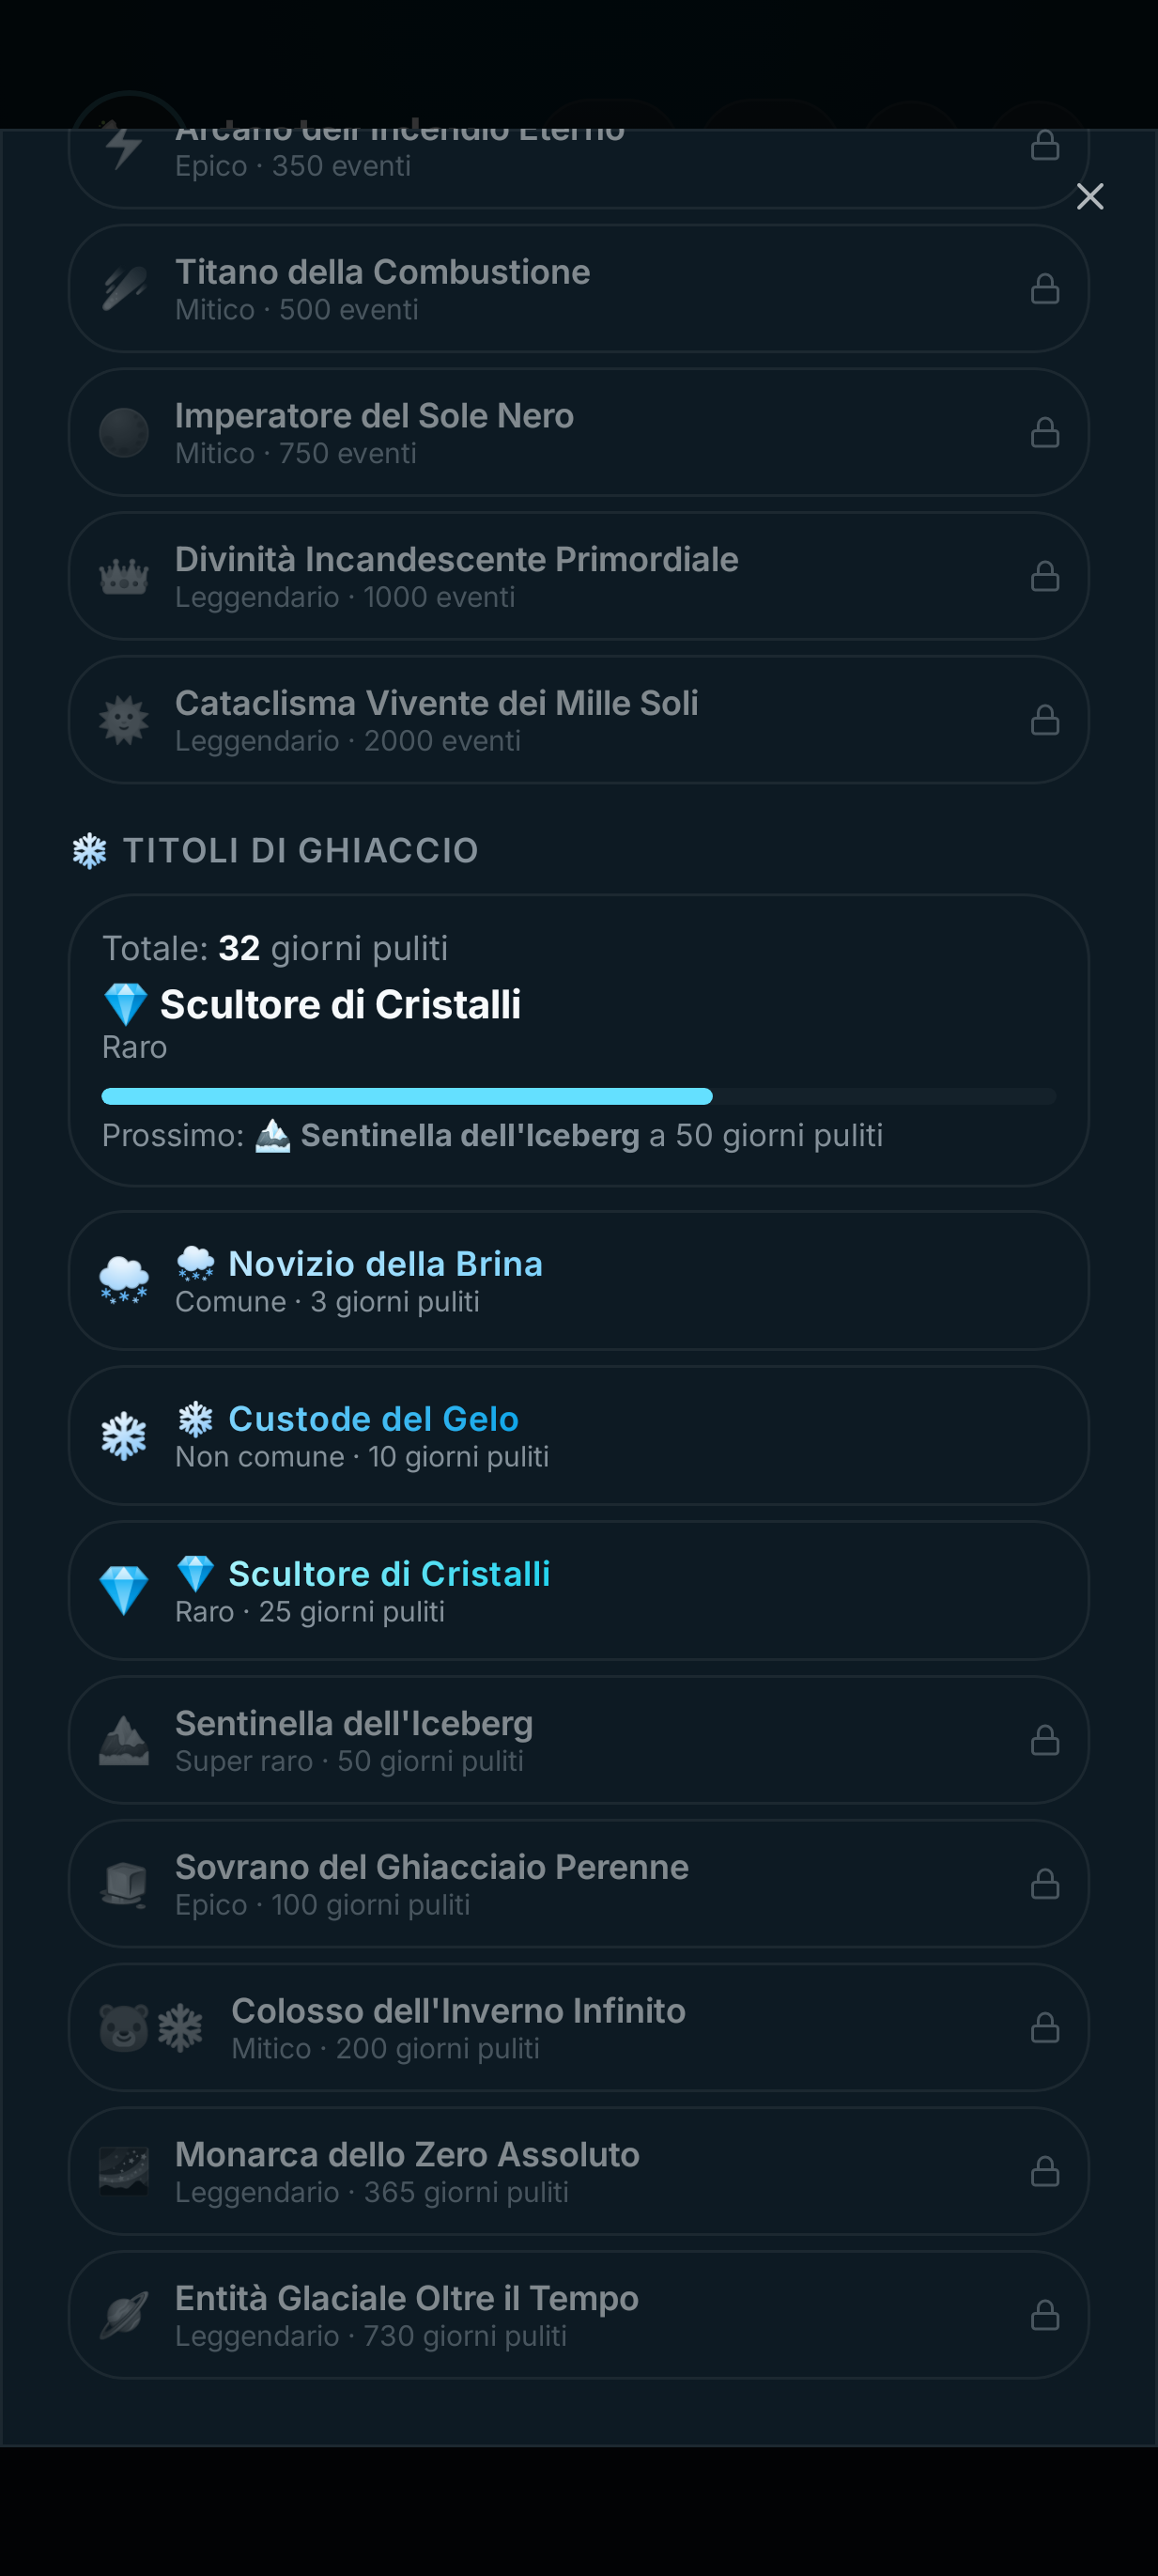 Arcano dell'Incendio Eterno
Epico · 350 eventi
Titano della Combustione
Mitico · 500 eventi
Imperatore del Sole Nero
Mitico · 750 eventi
Divinità Incandescente Primordiale
Leggendario · 1000 eventi
Cataclisma Vivente dei Mille Soli
Leggendario · 2000 eventi
TITOLI DI GHIACCIO
Totale: 32 giorni puliti
Scultore di Cristalli
Raro
Prossimo: Sentinella dell'Iceberg a 50 giorni puliti
Novizio della Brina
Comune · 3 giorni puliti
Custode del Gelo
Non comune · 10 giorni puliti
Scultore di Cristalli
Raro · 25 giorni puliti
Sentinella dell'Iceberg
Super raro · 50 giorni puliti
Sovrano del Ghiacciaio Perenne
Epico · 100 giorni puliti
Colosso dell'Inverno Infinito
Mitico · 200 giorni puliti
Monarca dello Zero Assoluto
Leggendario · 365 giorni puliti
Entità Glaciale Oltre il Tempo
Leggendario · 730 giorni puliti